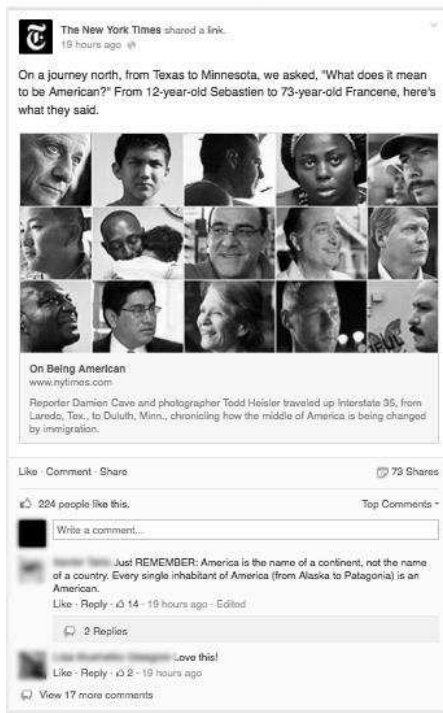 The New York Times shared a link.
19 hours ago
On a journey north, from Texas to Minnesota, we asked, "What does it mean
to be American?" From 12-year-old Sebastien to 73-year-old Francene, here's
what they said.
On Being American
www.nytimes.com
Reporter Damien Cave and photographer Todd Heisler traveled up Interstate 35, from
Laredo, Tex., to Duluth, Minn., chronicling how the middle of America is being changed
by immigration.
Like · Comment · Share
73 Shares
224 people like this.
Top Comments
Write a comment...
Just REMEMBER: America is the name of a continent, not the name
of a country. Every single inhabitant of America (from Alaska to Patagonia) is an
American.
Like · Reply · 14 · 19 hours ago · Edited
2 Replies
Love this!
Like · Reply · 2 · 19 hours ago
View 17 more comments